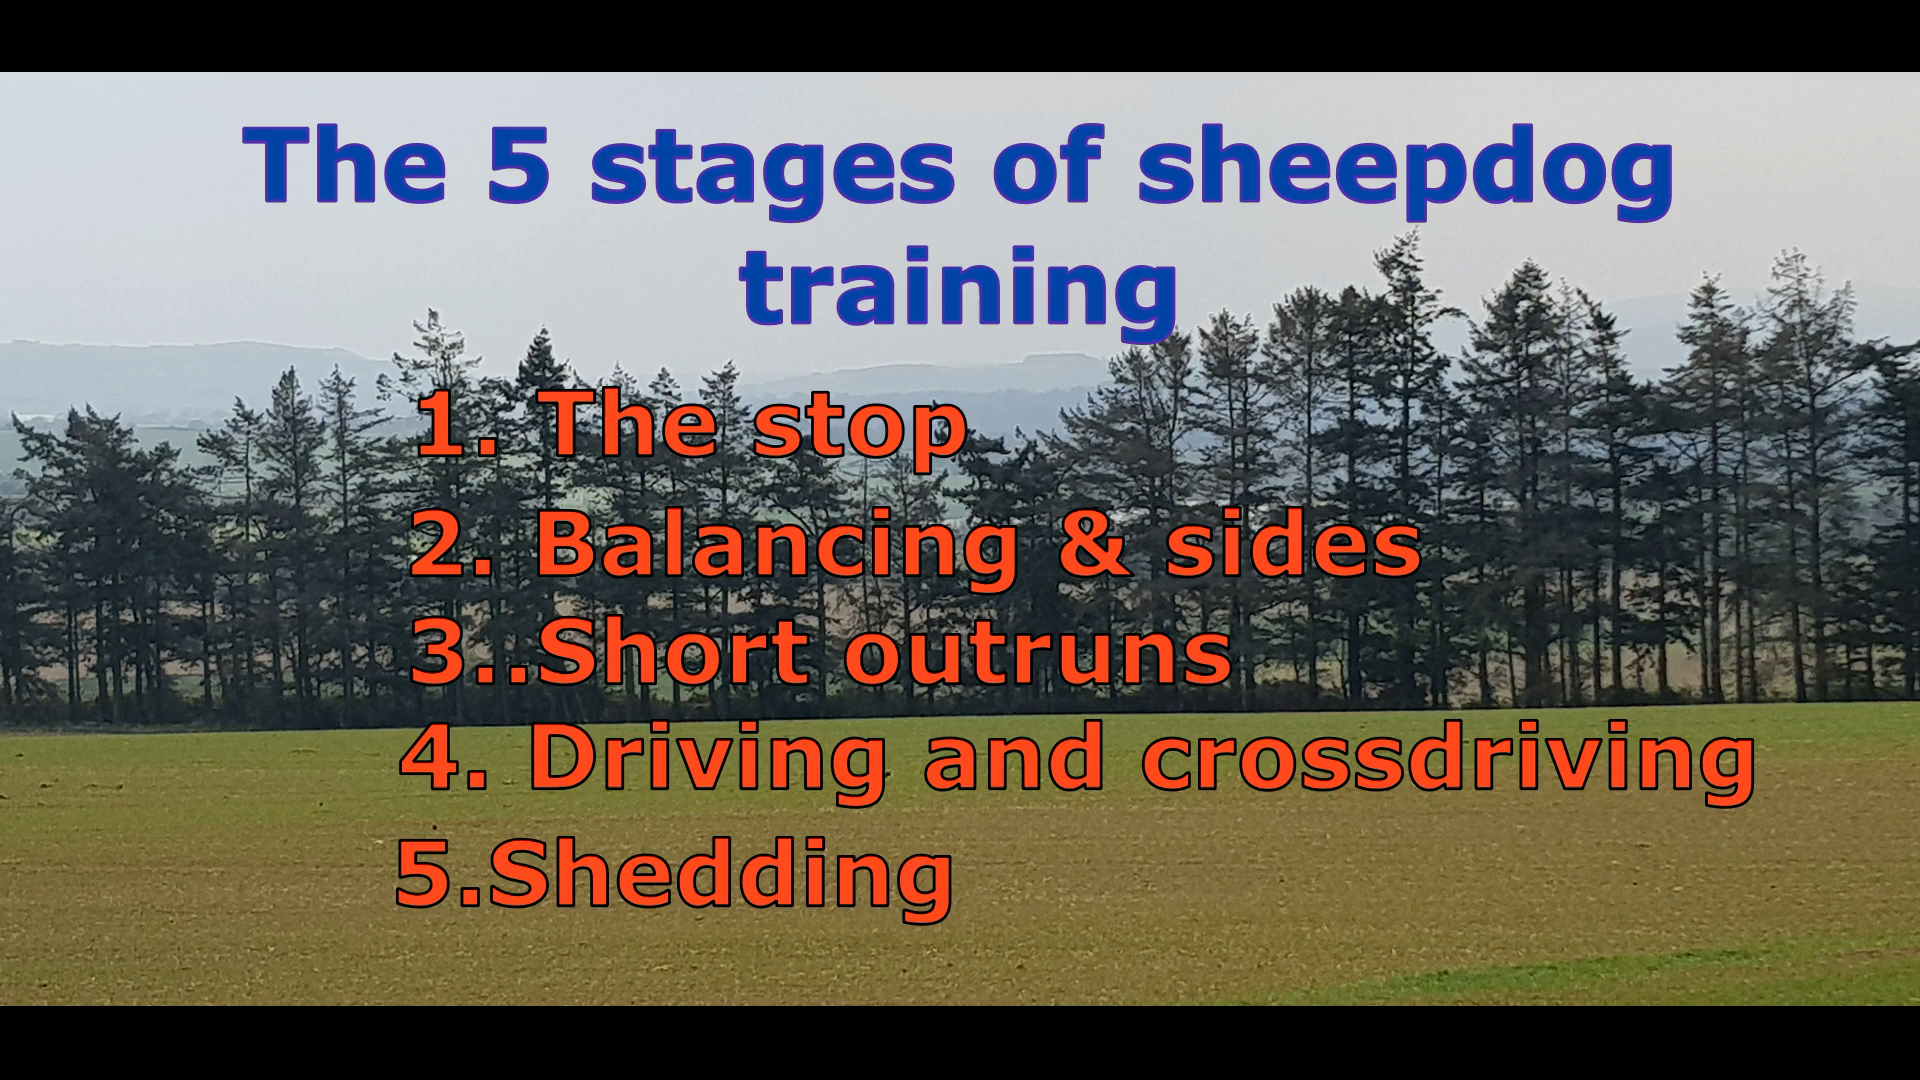 The 5 stages of sheepdog
training
1. The stop
2. Balancing & sides
3..Short outruns
4. Driving and crossdriving
5.Shedding